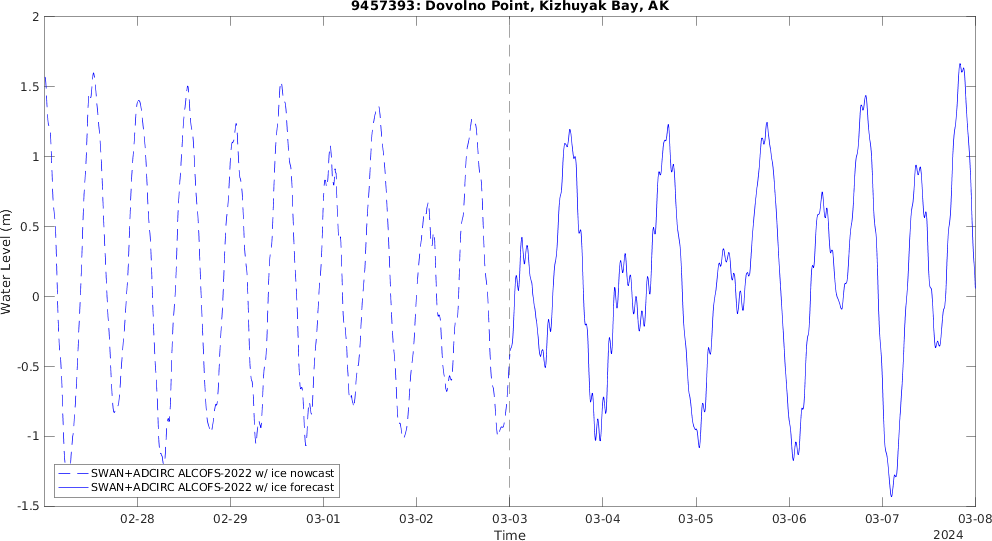 9457393: Dovolno Point, Kizhuyak Bay, AK
2
1.5
1
0.5
0
-0.5
-1
-1.5
Water Level (m)
SWAN+ADCIRC ALCOFS-2022 w/ ice nowcast
SWAN+ADCIRC ALCOFS-2022 w/ ice forecast
02-28 02-29 03-01 03-02 03-03 03-04 03-05 03-06 03-07 03-08
Time
2024